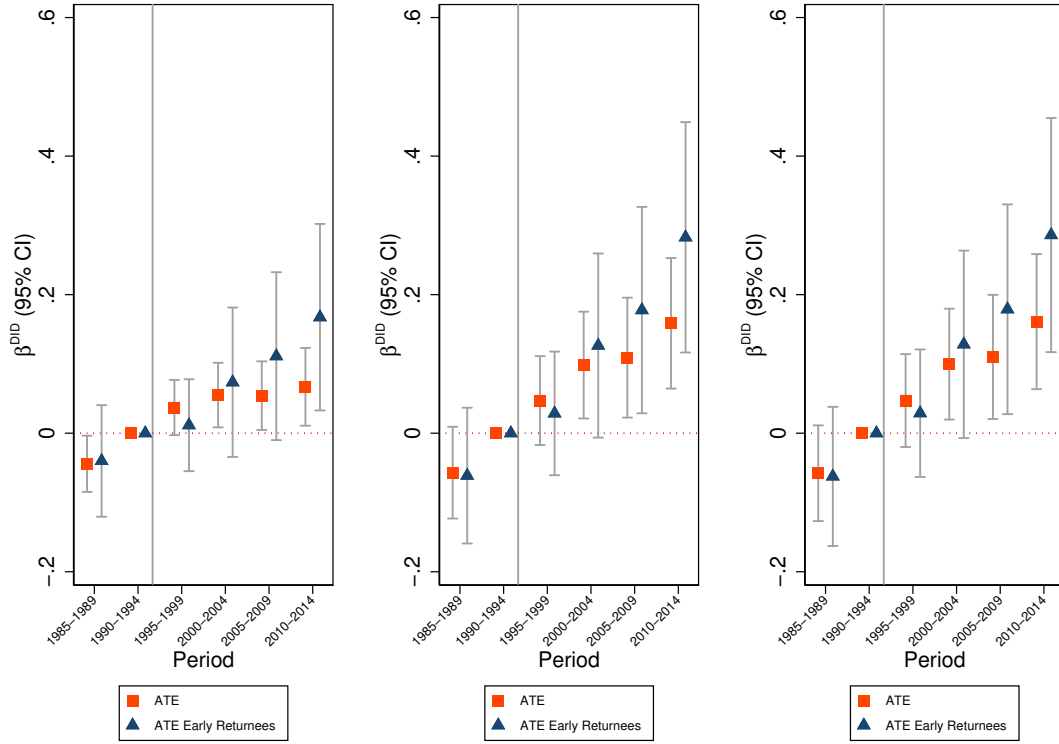 .6
.4
.2
0
-.2
β^DID (95% CI)
1985–1989
1990–1994
1995–1999
2000–2004
2005–2009
2010–2014
Period
ATE
ATE Early Returnees
.6
.4
.2
0
-.2
β^DID (95% CI)
1985–1989
1990–1994
1995–1999
2000–2004
2005–2009
2010–2014
Period
ATE
ATE Early Returnees
.6
.4
.2
0
-.2
β^DID (95% CI)
1985–1989
1990–1994
1995–1999
2000–2004
2005–2009
2010–2014
Period
ATE
ATE Early Returnees